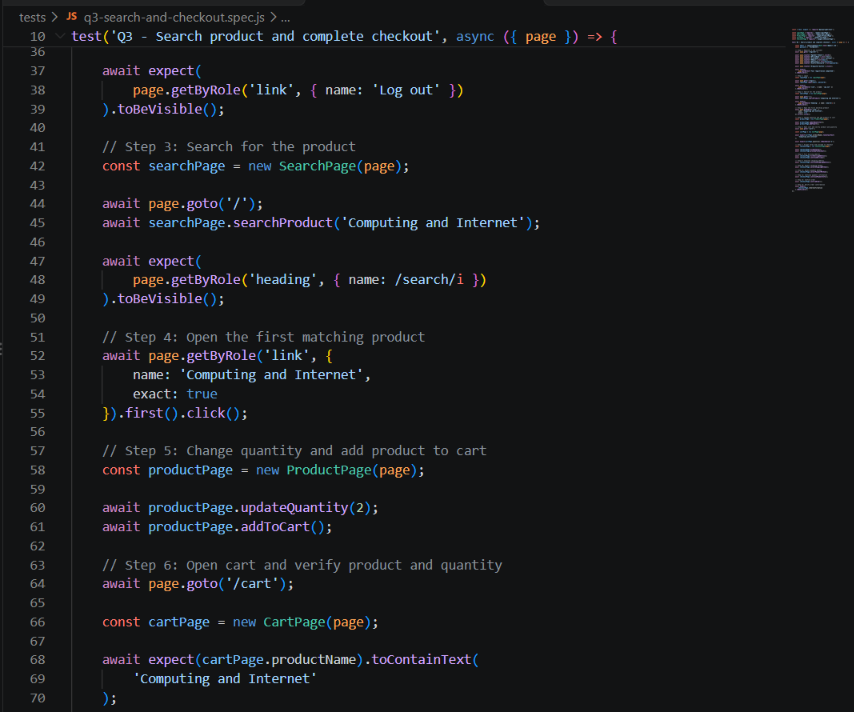 tests > JS q3-search-and-checkout.spec.js > ...
10 test('Q3 - Search product and complete checkout', async ({ page }) => {
36
37 await expect(
38 page.getByRole('link', { name: 'Log out' })
39 ).toBeVisible();
40
41 // Step 3: Search for the product
42 const searchPage = new SearchPage(page);
43
44 await page.goto('/');
45 await searchPage.searchProduct('Computing and Internet');
46
47 await expect(
48 page.getByRole('heading', { name: /search/i })
49 ).toBeVisible();
50
51 // Step 4: Open the first matching product
52 await page.getByRole('link', {
53 name: 'Computing and Internet',
54 exact: true
55 }).first().click();
56
57 // Step 5: Change quantity and add product to cart
58 const productPage = new ProductPage(page);
59
60 await productPage.updateQuantity(2);
61 await productPage.addToCart();
62
63 // Step 6: Open cart and verify product and quantity
64 await page.goto('/cart');
65
66 const cartPage = new CartPage(page);
67
68 await expect(cartPage.productName).toContainText(
69 'Computing and Internet'
70 );